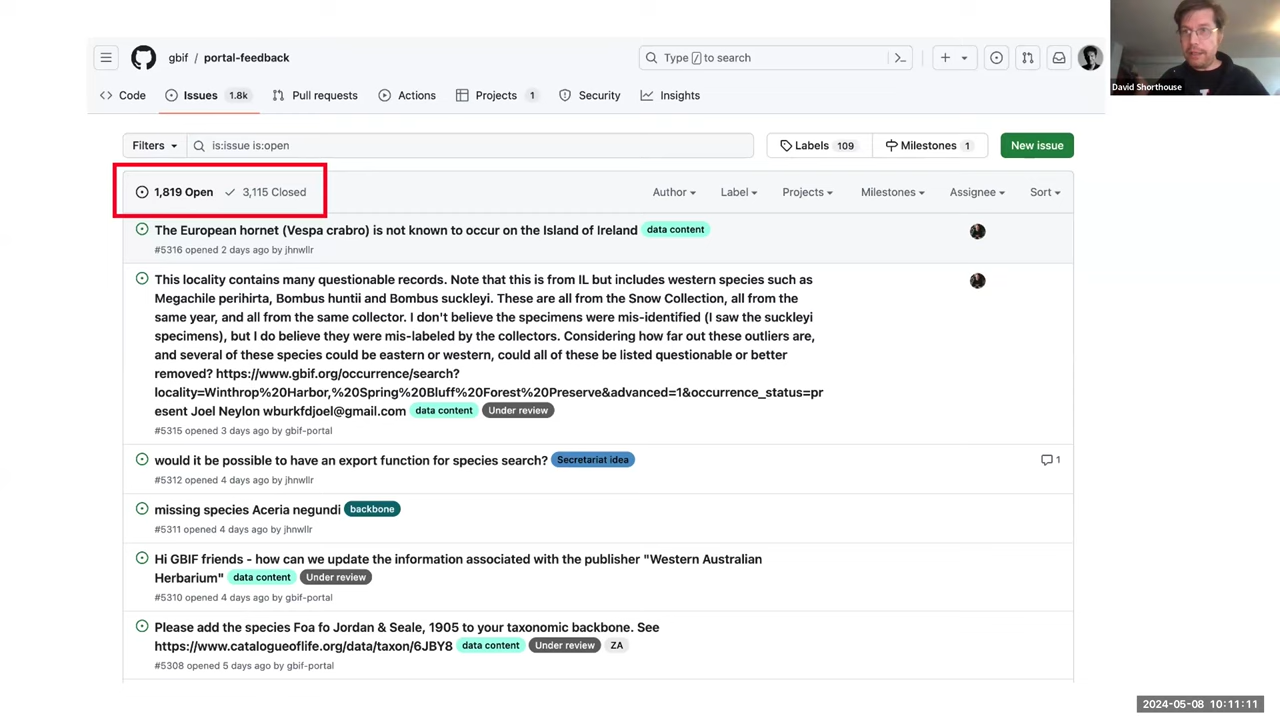 gbif / portal-feedback
Type / to search
David Shorthouse
Code Issues 1.8k Pull requests Actions Projects 1 Security Insights
Filters is:issue is:open Labels 109 Milestones 1 New issue
1,819 Open 3,115 Closed Author Label Projects Milestones Assignee Sort
The European hornet (Vespa crabro) is not known to occur on the Island of Ireland data content
#5316 opened 2 days ago by jhnwllr
This locality contains many questionable records. Note that this is from IL but includes western species such as
Megachile perihirta, Bombus huntii and Bombus suckleyi. These are all from the Snow Collection, all from the
same year, and all from the same collector. I don't believe the specimens were mis-identified (I saw the suckleyi
specimens), but I do believe they were mis-labeled by the collectors. Considering how far out these outliers are,
and several of these species could be eastern or western, could all of these be listed questionable or better
removed? https://www.gbif.org/occurrence/search?
locality=Winthrop%20Harbor,%20Spring%20Bluff%20Forest%20Preserve&advanced=1&occurrence_status=pr
esent Joel Neylon wburkfdjoel@gmail.com data content Under review
#5315 opened 3 days ago by gbif-portal
would it be possible to have an export function for species search? Secretariat idea 1
#5312 opened 4 days ago by jhnwllr
missing species Aceria negundi backbone
#5311 opened 4 days ago by jhnwllr
Hi GBIF friends - how can we update the information associated with the publisher "Western Australian
Herbarium" data content Under review
#5310 opened 4 days ago by gbif-portal
Please add the species Foa fo Jordan & Seale, 1905 to your taxonomic backbone. See
https://www.catalogueoflife.org/data/taxon/6JBY8 data content Under review ZA
#5308 opened 5 days ago by gbif-portal
2024-05-08 10:11:11